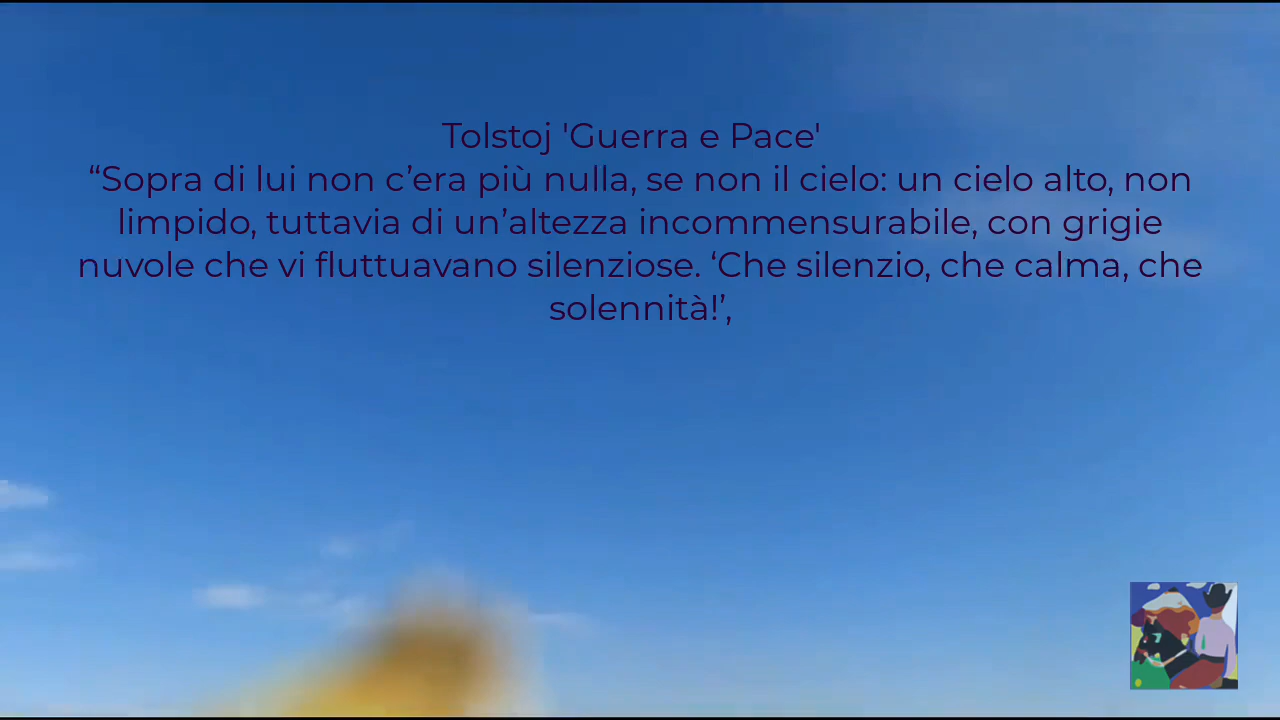 Tolstoj 'Guerra e Pace'
“Sopra di lui non c’era più nulla, se non il cielo: un cielo alto, non
limpido, tuttavia di un’altezza incommensurabile, con grigie
nuvole che vi fluttuavano silenziose. ‘Che silenzio, che calma, che
solennità!’,